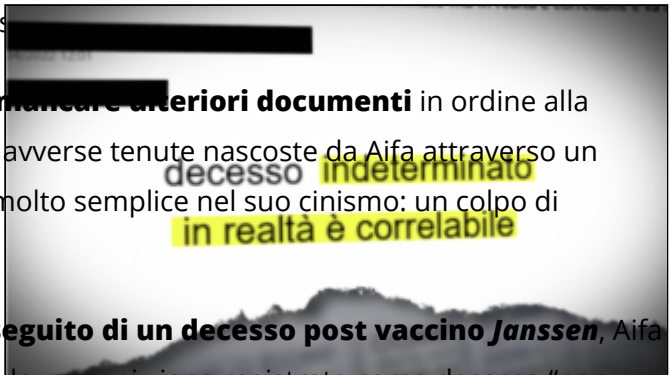 ulteriori documenti in ordine alla
avverse tenute nascoste da Aifa attraverso un
decesso indeterminato
molto semplice nel suo cinismo: un colpo di
in realtà è correlabile
seguito di un decesso post vaccino Janssen, Aifa